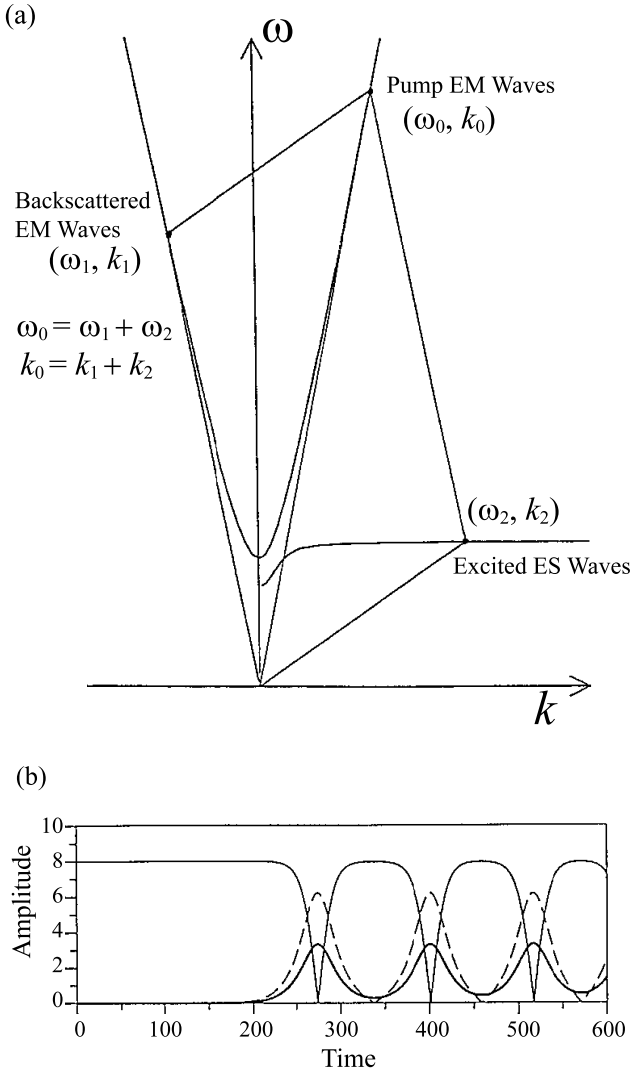 (a)
ω
Pump EM Waves
(ω₀, k₀)
Backscattered
EM Waves
(ω₁, k₁)
ω₀ = ω₁ + ω₂
k₀ = k₁ + k₂
(ω₂, k₂)
Excited ES Waves
k
(b)
10
8
6
4
2
0
Amplitude
0 100 200 300 400 500 600
Time